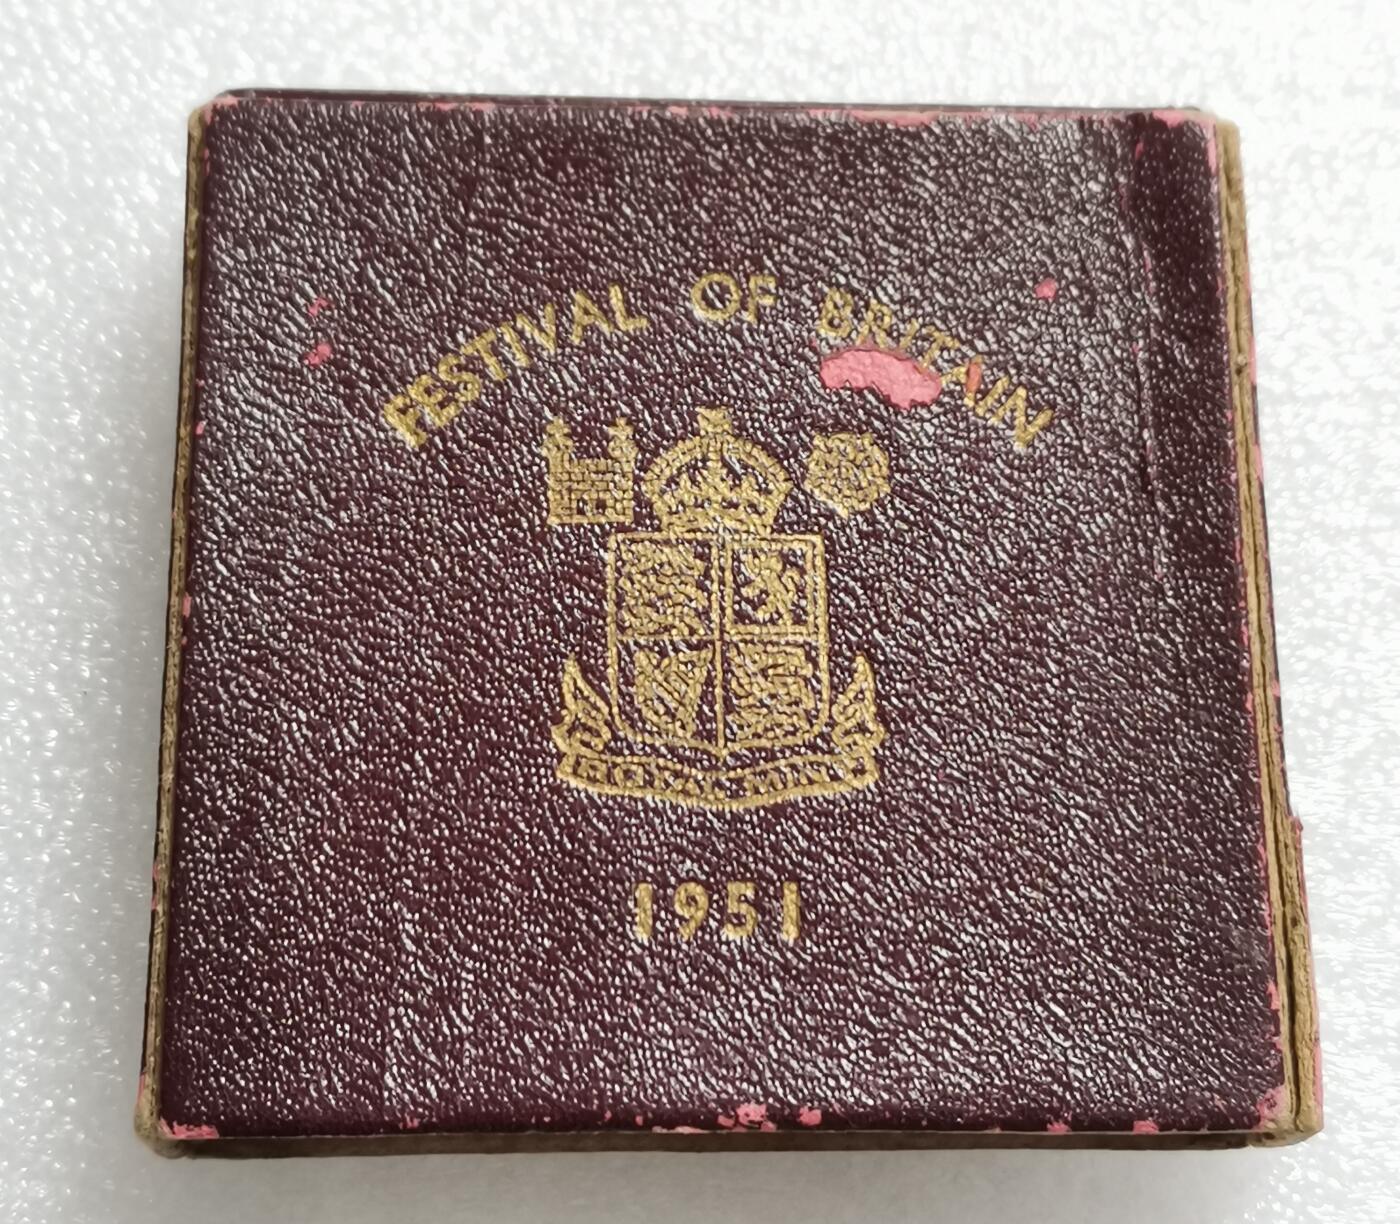 FESTIVAL OF BRITAIN
ROYAL MINT
1951